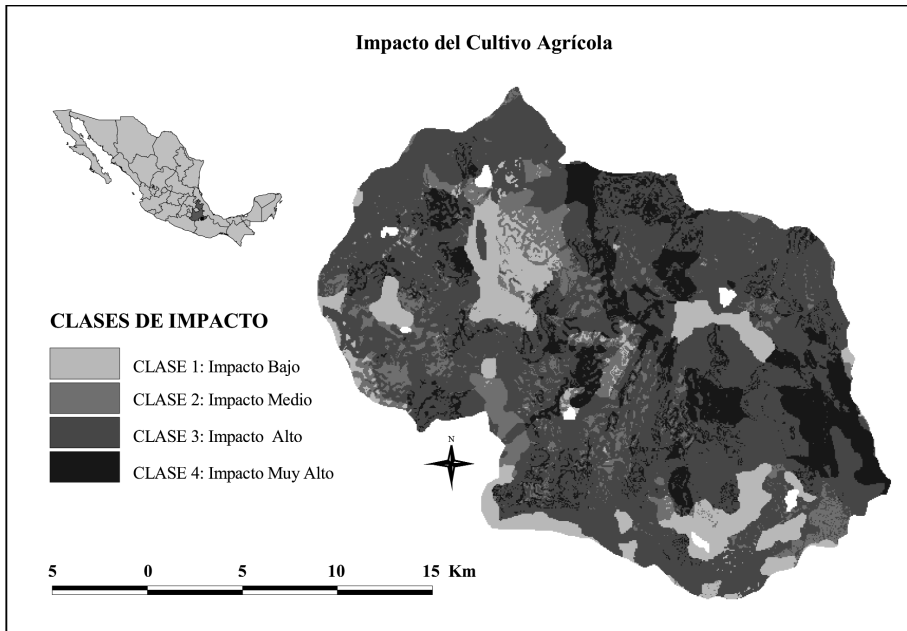 Impacto del Cultivo Agrícola
CLASES DE IMPACTO
CLASE 1: Impacto Bajo
CLASE 2: Impacto Medio
CLASE 3: Impacto Alto
CLASE 4: Impacto Muy Alto
N
5 0 5 10 15 Km